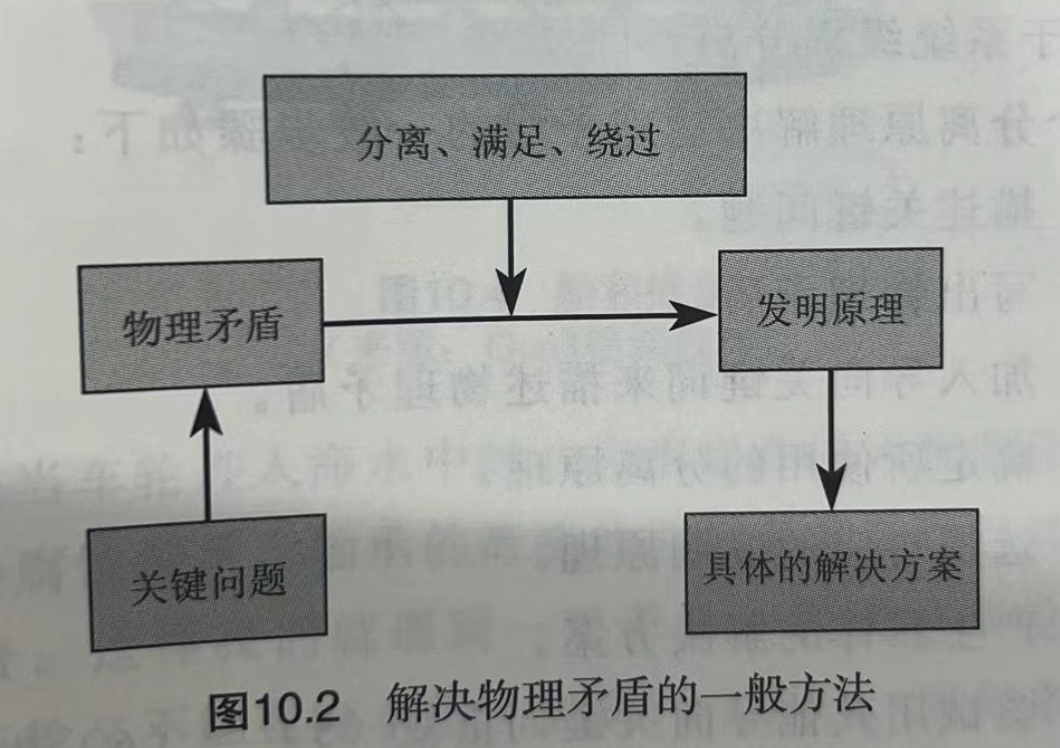 分离、满足、绕过
物理矛盾
发明原理
关键问题
具体的解决方案
图10.2 解决物理矛盾的一般方法